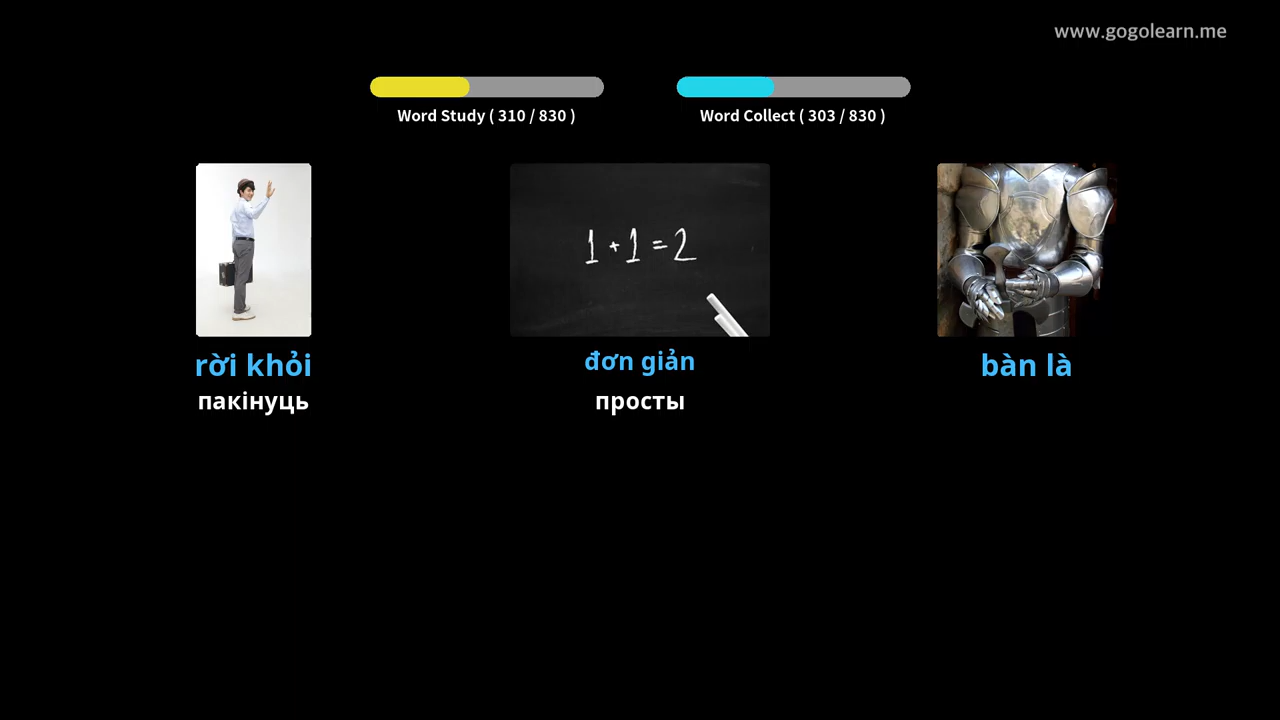 www.gogolearn.me
Word Study ( 310 / 830 )
Word Collect ( 303 / 830 )
1 + 1 = 2
rời khỏi
пакінуць
đơn giản
просты
bàn là